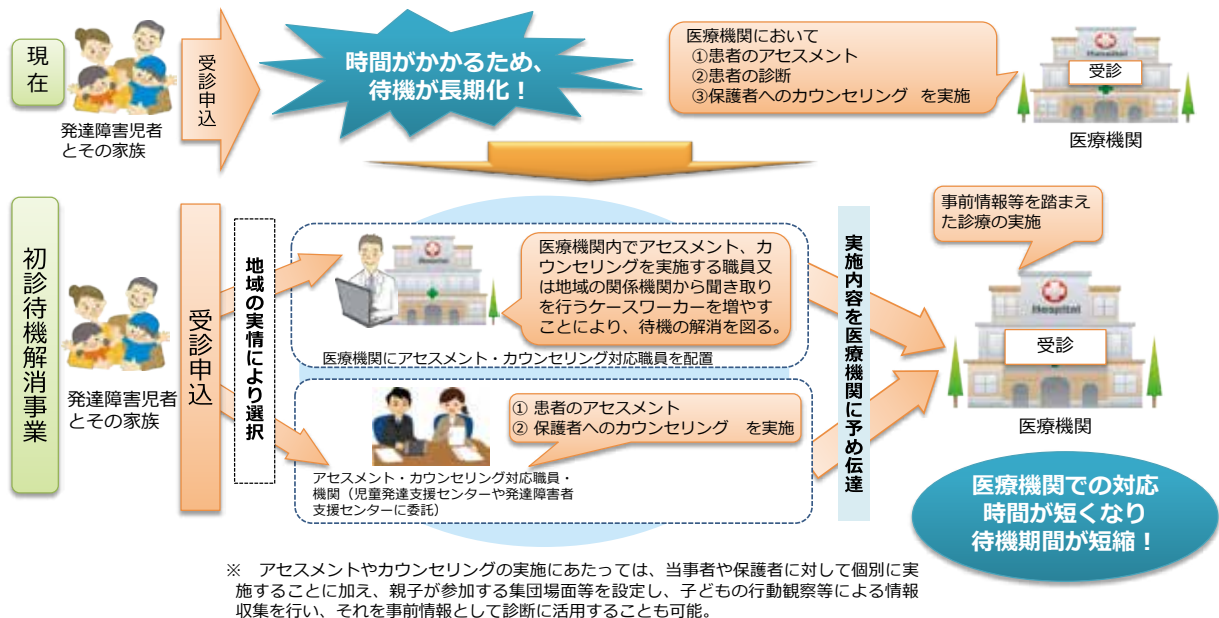 現在
発達障害児者
とその家族
受診申込
時間がかかるため、
待機が長期化！
医療機関において
①患者のアセスメント
②患者の診断
③保護者へのカウンセリング　を実施
Hospital
受診
医療機関
初診待機解消事業
発達障害児者
とその家族
受診申込
地域の実情により選択
Hospital
医療機関内でアセスメント、カ
ウンセリングを実施する職員又
は地域の関係機関から聞き取り
を行うケースワーカーを増やす
ことにより、待機の解消を図る。
医療機関にアセスメント・カウンセリング対応職員を配置
① 患者のアセスメント
② 保護者へのカウンセリング　を実施
アセスメント・カウンセリング対応職員・
機関（児童発達支援センターや発達障害者
支援センターに委託）
実施内容を医療機関に予め伝達
事前情報等を踏まえ
た診療の実施
Hospital
受診
医療機関
医療機関での対応
時間が短くなり
待機期間が短縮！
※　アセスメントやカウンセリングの実施にあたっては、当事者や保護者に対して個別に実
施することに加え、親子が参加する集団場面等を設定し、子どもの行動観察等による情報
収集を行い、それを事前情報として診断に活用することも可能。